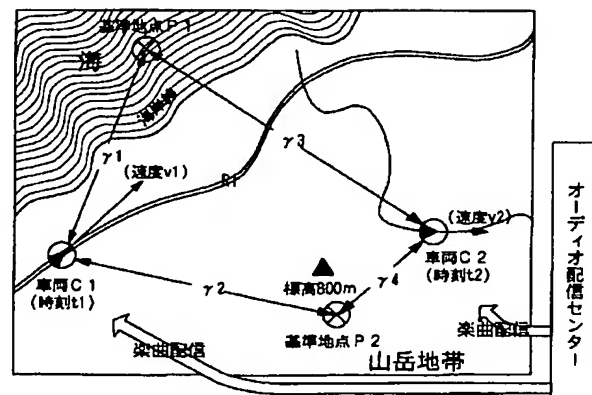 基準地点P1
海
海岸線
γ1
γ3
(速度v1)
R1
(速度v2)
車両C1
(時刻t1)
γ2
標高800m
γ4
車両C2
(時刻t2)
基準地点P2
楽曲配信
楽曲配信
山岳地帯
オーディオ配信センター